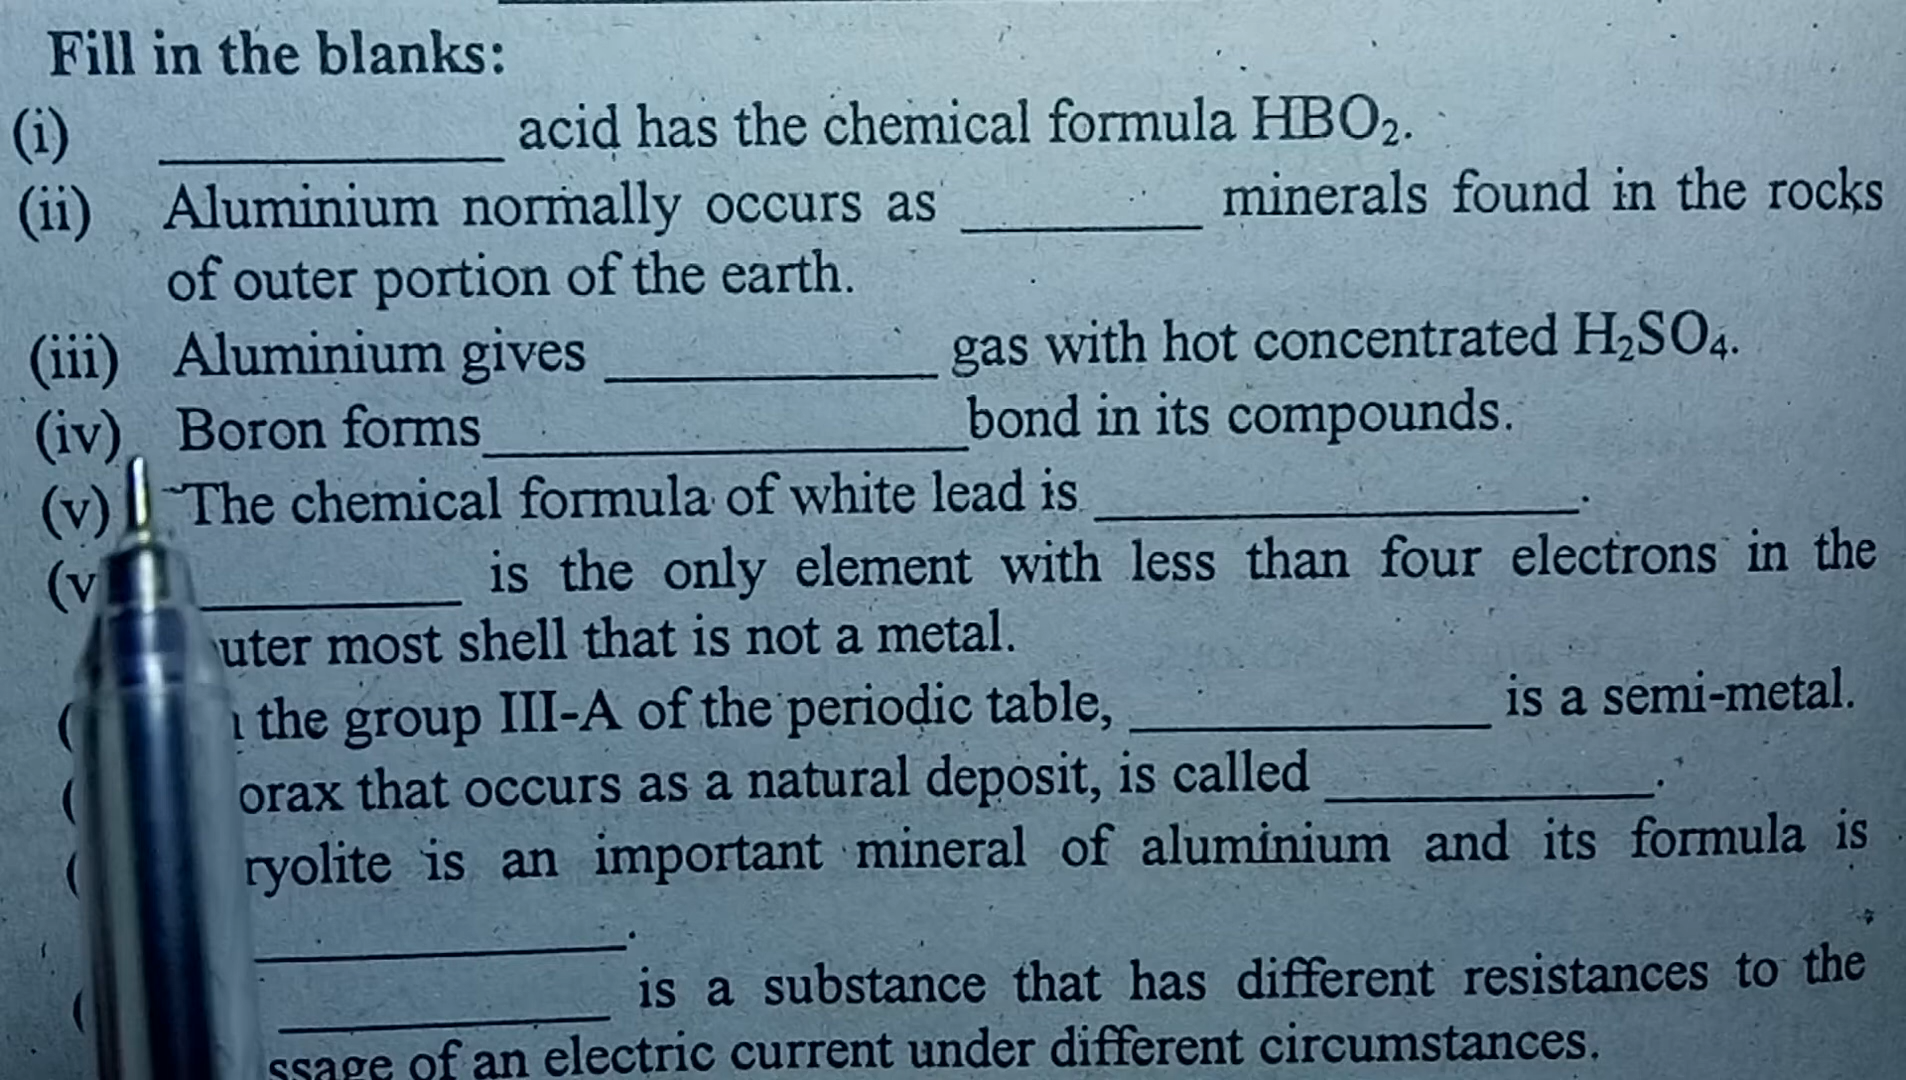 Fill in the blanks:
(i) ____________ acid has the chemical formula HBO₂.
(ii) Aluminium normally occurs as ________ minerals found in the rocks
of outer portion of the earth.
(iii) Aluminium gives ____________ gas with hot concentrated H₂SO₄.
(iv) Boron forms ________________ bond in its compounds.
(v) The chemical formula of white lead is ________________.
(v ________ is the only element with less than four electrons in the
uter most shell that is not a metal.
( the group III-A of the periodic table, ____________ is a semi-metal.
( orax that occurs as a natural deposit, is called ____________.
( ryolite is an important mineral of aluminium and its formula is
____________.
( ____________ is a substance that has different resistances to the
ssage of an electric current under different circumstances.